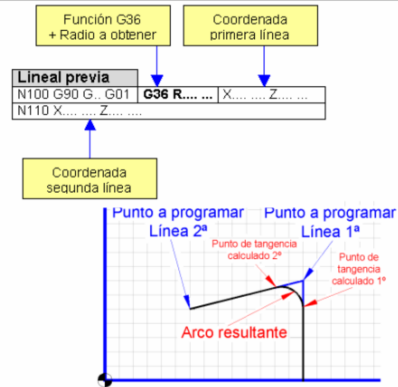 Función G36
+ Radio a obtener
Coordenada
primera línea
Lineal previa
N100 G90 G.. G01 G36 R.... ... X.... .... Z.... ...
N110 X.... .... Z.... ...
Coordenada
segunda línea
Punto a programar
Línea 2ª
Punto a programar
Línea 1ª
Punto de tangencia
calculado 2º
Punto de
tangencia
calculado 1º
Arco resultante